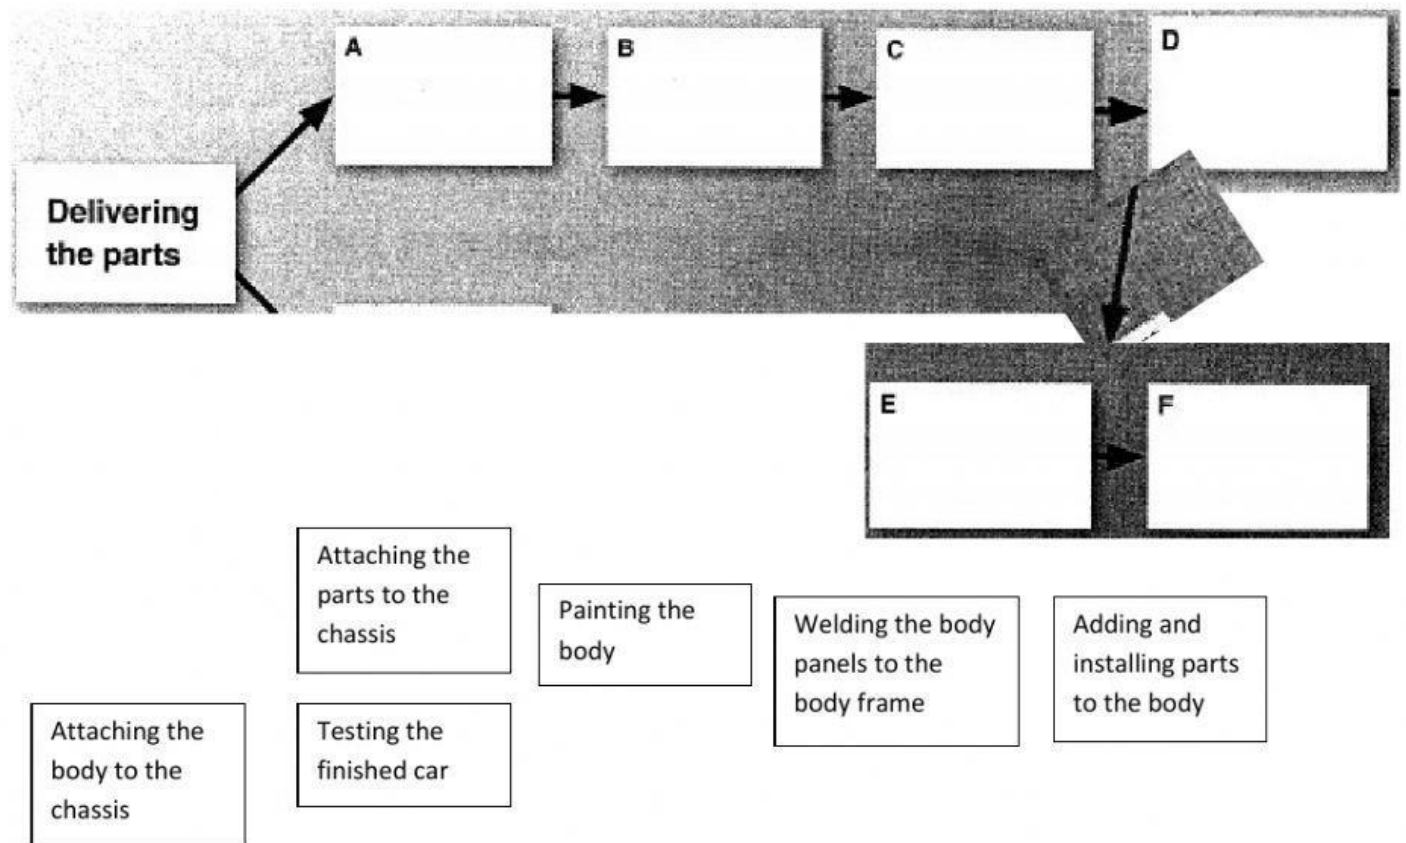 A
B
C
D
Delivering
the parts
E
F
Attaching the
parts to the
chassis
Painting the
body
Welding the body
panels to the
body frame
Adding and
installing parts
to the body
Attaching the
body to the
chassis
Testing the
finished car